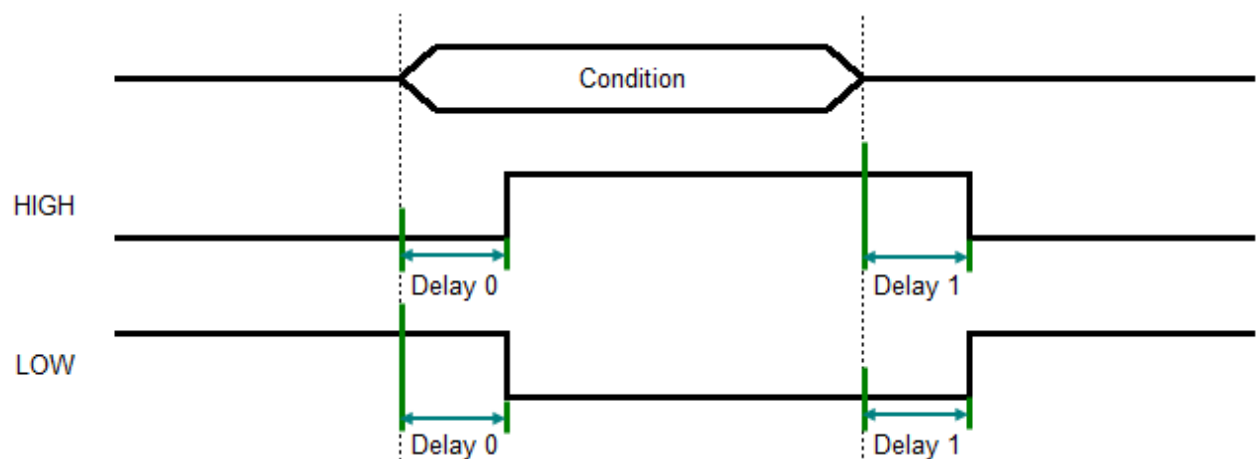 Condition
HIGH
Delay 0
Delay 1
LOW
Delay 0
Delay 1